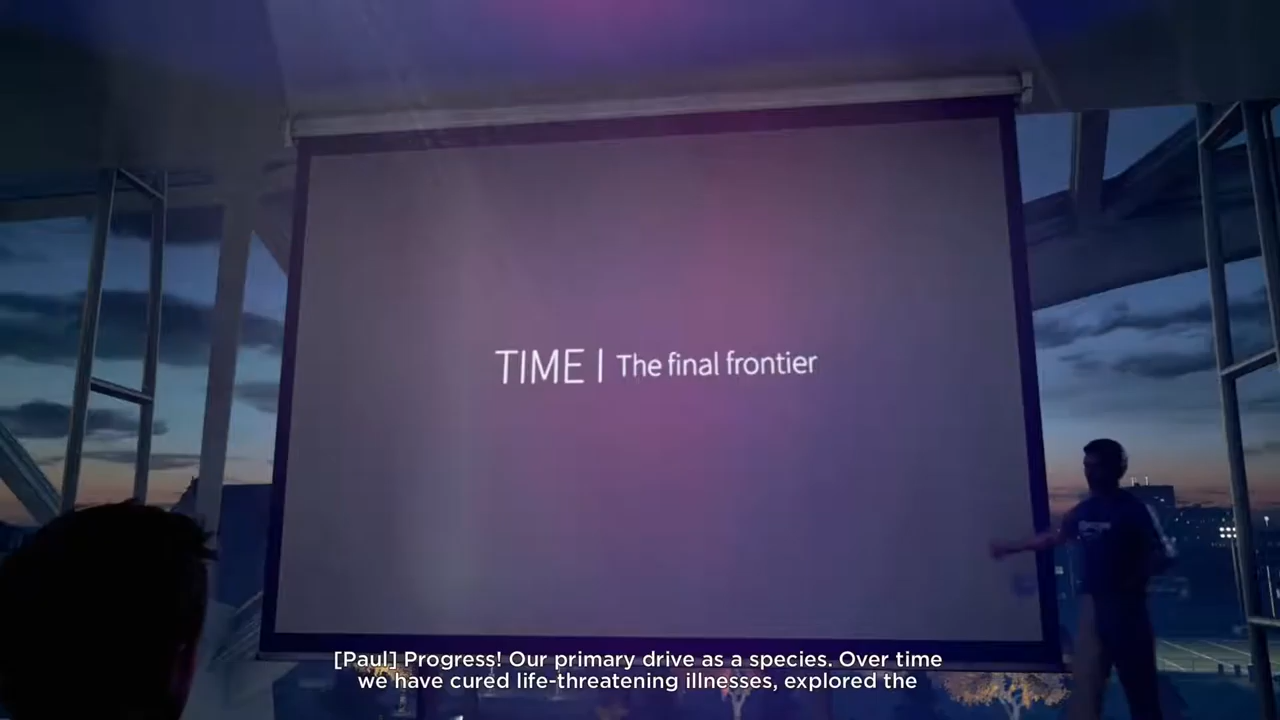 TIME | The final frontier
[Paul] Progress! Our primary drive as a species. Over time
we have cured life-threatening illnesses, explored the